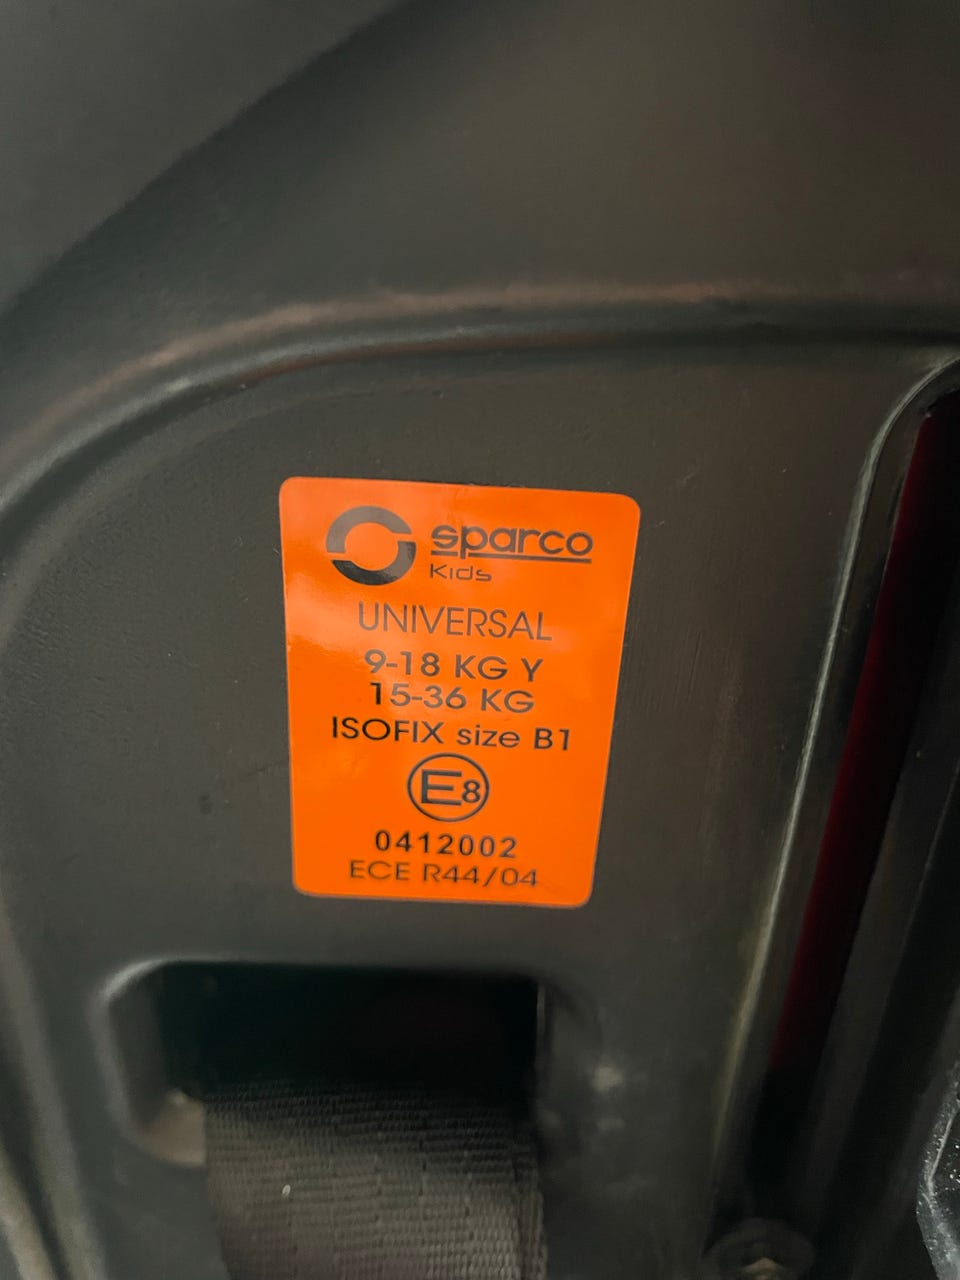 sparco
Kids
UNIVERSAL
9-18 KG Y
15-36 KG
ISOFIX size B1
E8
0412002
ECE R44/04